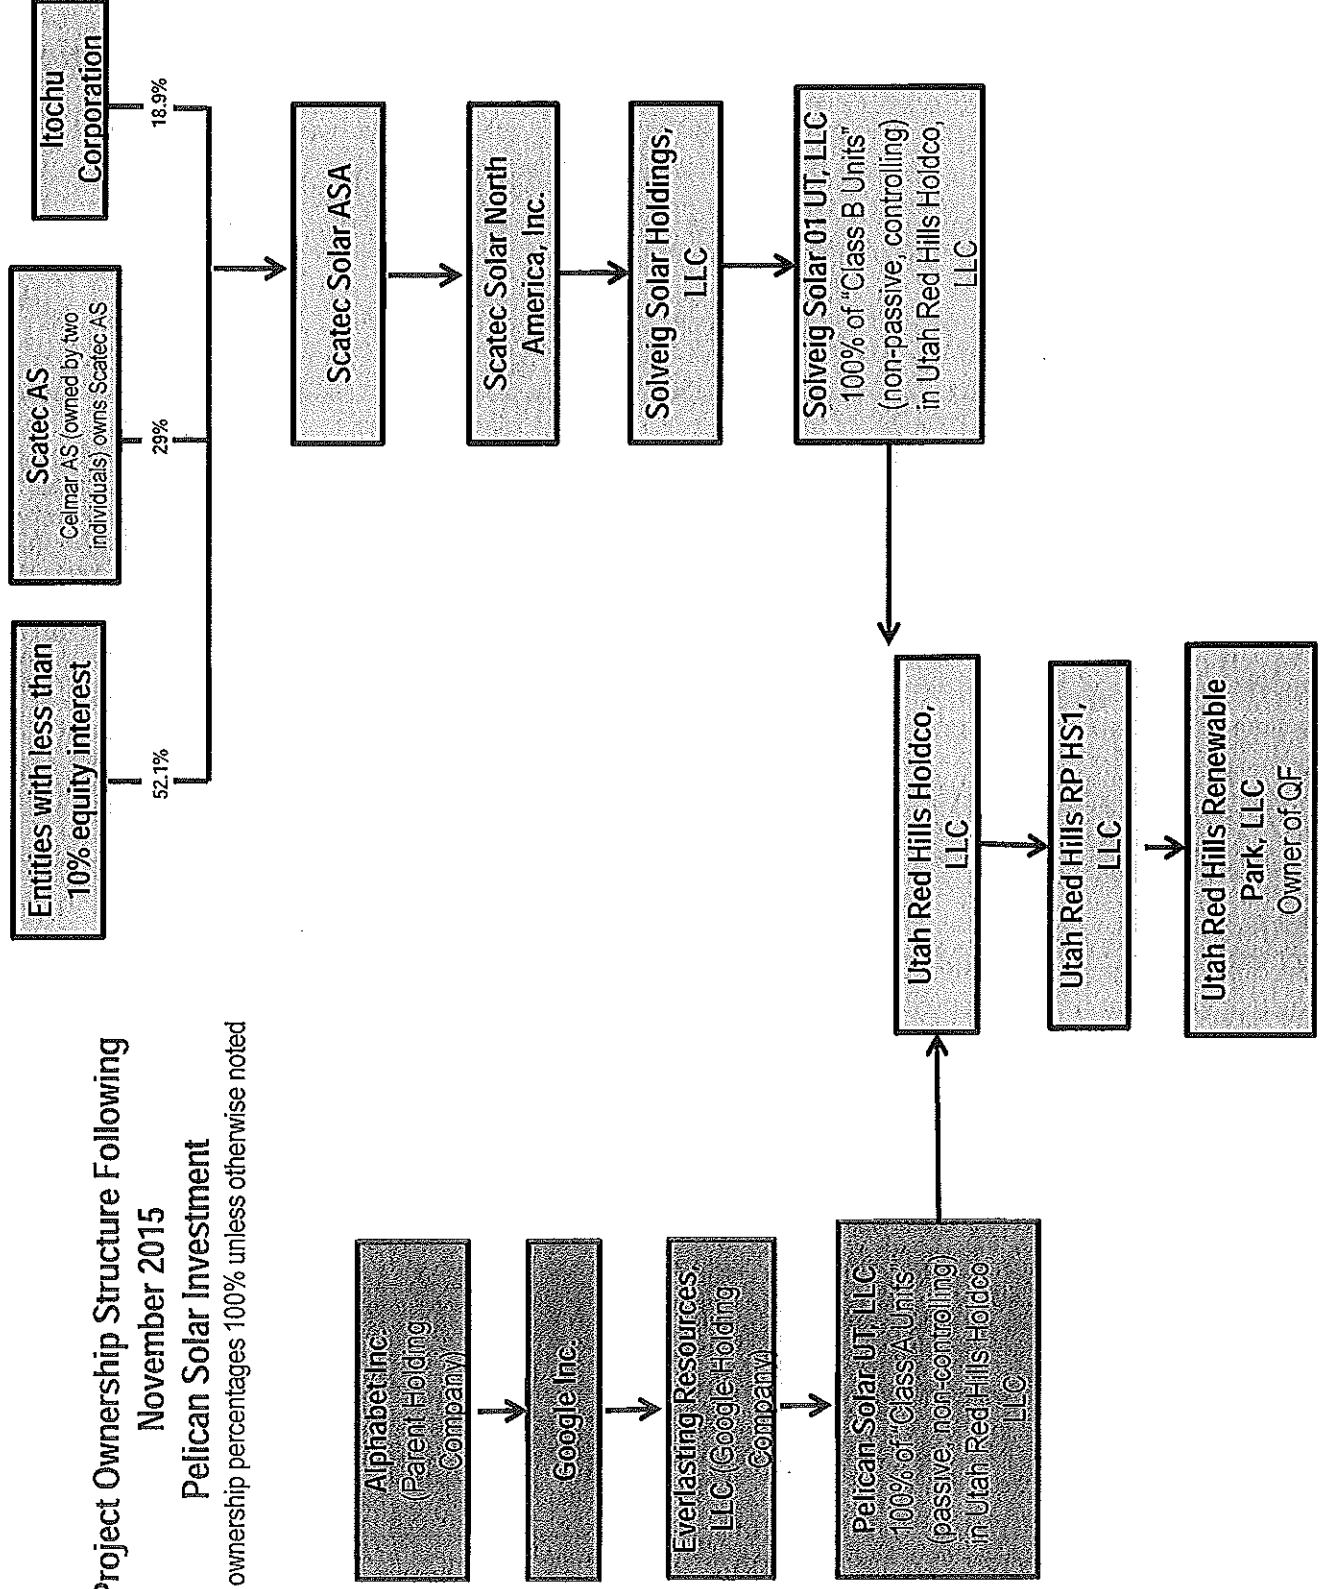 Project Ownership Structure Following
November 2015
Pelican Solar Investment
ownership percentages 100% unless otherwise noted
Entities with less than
10% equity interest
52.1%
Scatec AS
Celmar AS (owned by two
individuals) owns Scatec AS
29%
Itochu
Corporation
18.9%
Scatec Solar ASA
Scatec Solar North
America, Inc.
Solveig Solar Holdings,
LLC
Solveig Solar 01 UT, LLC
100% of "Class B Units"
(non-passive, controlling)
in Utah Red Hills Holdco,
LLC
Alphabet Inc.
(Parent Holding
Company)
Google Inc.
Everlasting Resources,
LLC (Google Holding
Company)
Pelican Solar UT, LLC
100% of "Class A Units"
(passive, non-controlling)
in Utah Red Hills Holdco,
LLC
Utah Red Hills Holdco,
LLC
Utah Red Hills RP HS1,
LLC
Utah Red Hills Renewable
Park, LLC
Owner of QF